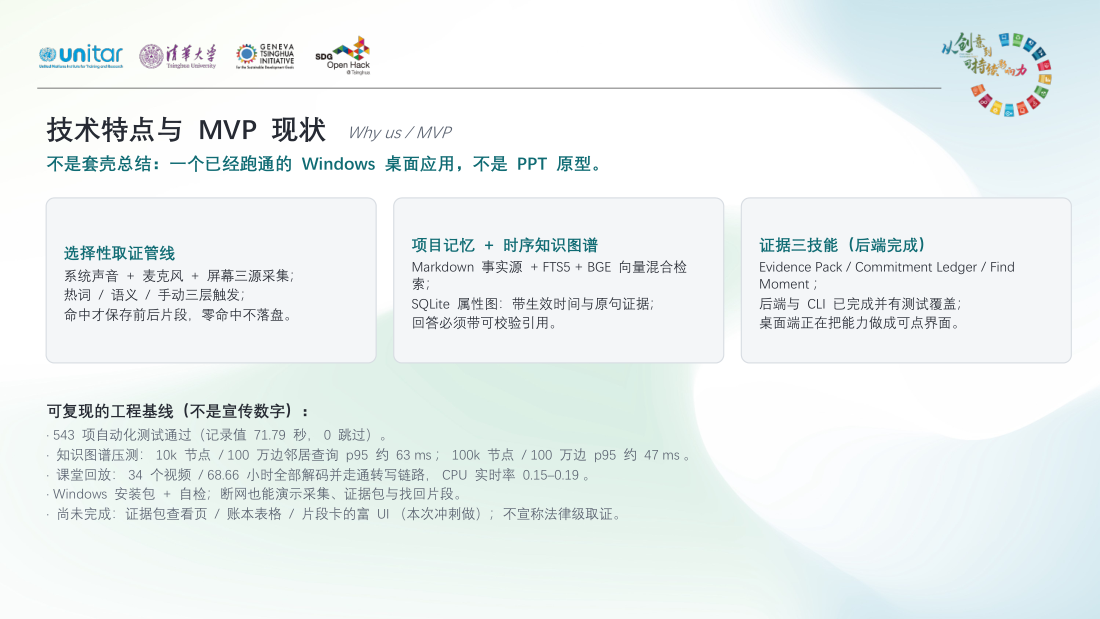 unitar
United Nations Institute for Training and Research
清华大学
Tsinghua University
GENEVA
TSINGHUA
INITIATIVE
for the Sustainable Development Goals
SDG
Open Hack
@Tsinghua
从创意到
可持续影响力
技术特点与 MVP 现状 Why us / MVP
不是套壳总结：一个已经跑通的 Windows 桌面应用，不是 PPT 原型。
选择性取证管线
系统声音 + 麦克风 + 屏幕三源采集；
热词 / 语义 / 手动三层触发；
命中才保存前后片段，零命中不落盘。
项目记忆 + 时序知识图谱
Markdown 事实源 + FTS5 + BGE 向量混合检
索；
SQLite 属性图：带生效时间与原句证据；
回答必须带可校验引用。
证据三技能（后端完成）
Evidence Pack / Commitment Ledger / Find
Moment；
后端与 CLI 已完成并有测试覆盖；
桌面端正在把能力做成可点界面。
可复现的工程基线（不是宣传数字）：
· 543 项自动化测试通过（记录值 71.79 秒，0 跳过）。
· 知识图谱压测：10k 节点 / 100 万边邻居查询 p95 约 63 ms；100k 节点 / 100 万边 p95 约 47 ms。
· 课堂回放：34 个视频 / 68.66 小时全部解码并走通转写链路，CPU 实时率 0.15–0.19。
· Windows 安装包 + 自检；断网也能演示采集、证据包与找回片段。
· 尚未完成：证据包查看页 / 账本表格 / 片段卡的富 UI（本次冲刺做）；不宣称法律级取证。